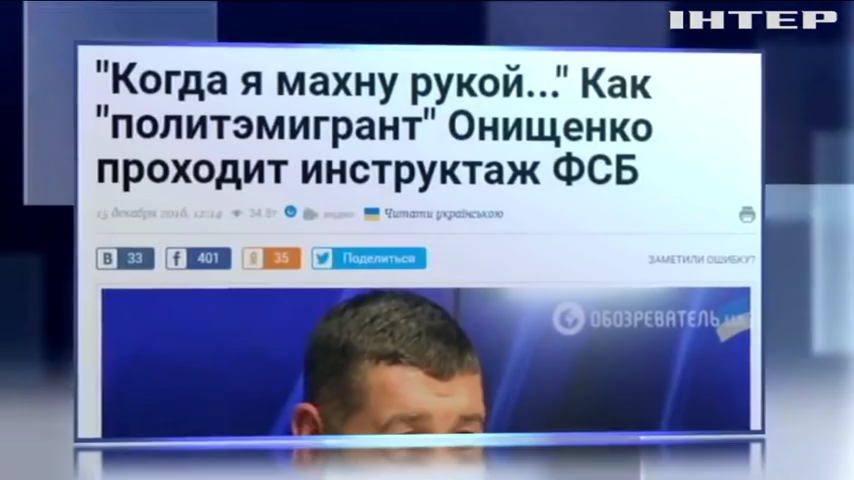 ІНТЕР
"Когда я махну рукой..." Как
"политэмигрант" Онищенко
проходит инструктаж ФСБ
15 декабря 2016, 12:14 34.8т видео Читати українською
В 33 f 401 35 Поделиться ЗАМЕТИЛИ ОШИБКУ?
ОБОЗРЕВАТЕЛЬ.UA